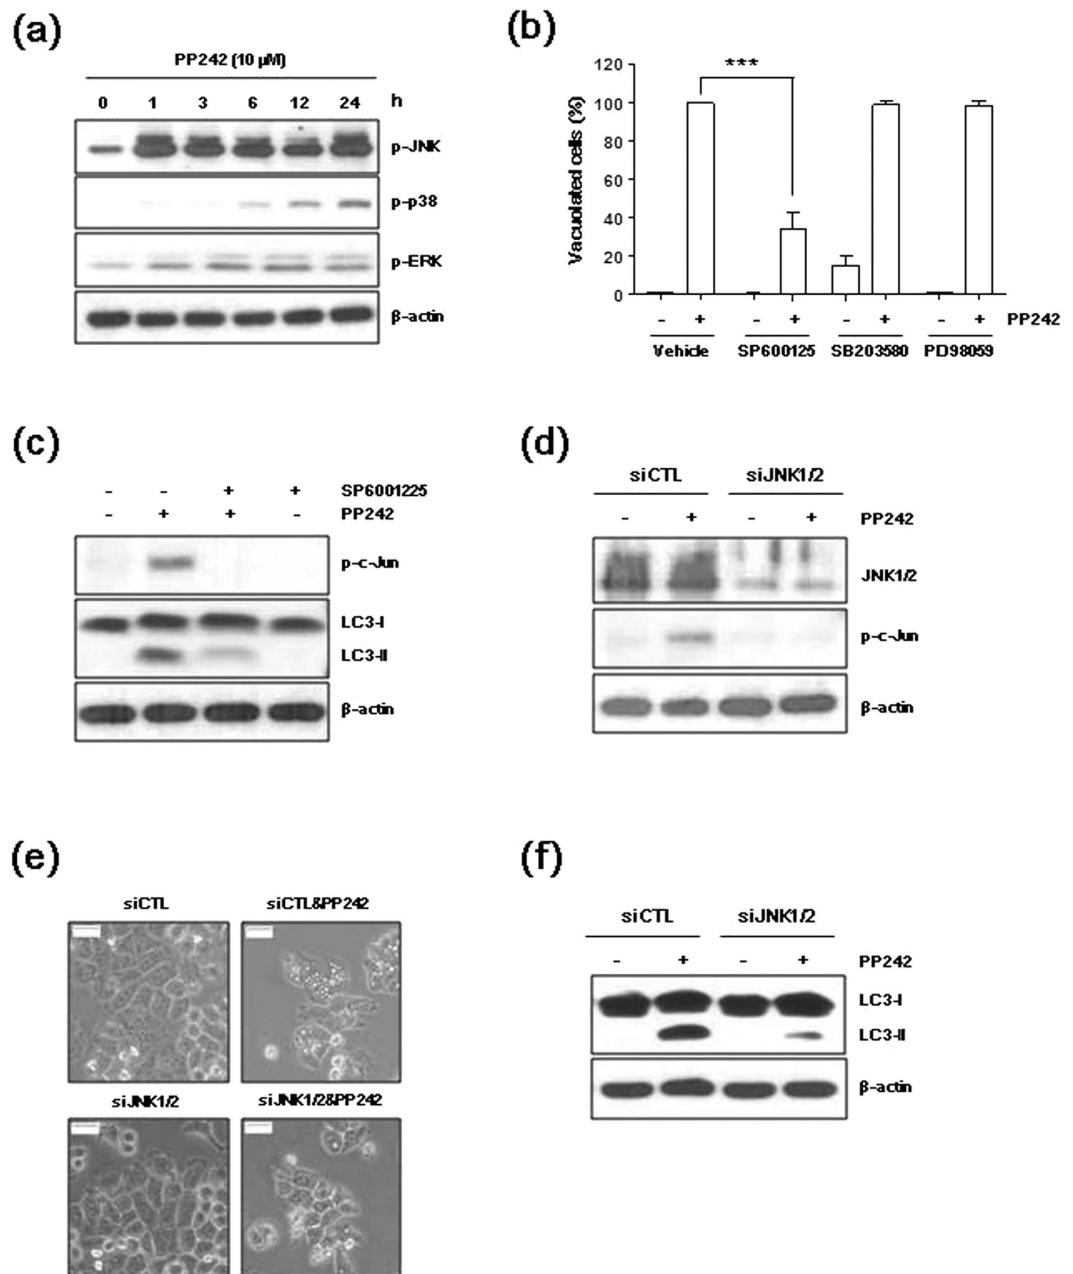 (a)
PP242 (10 µM)
0 1 3 6 12 24 h
p-JNK
p-p38
p-ERK
β-actin
(b)
Vacuolated cells (%)
120
100
80
60
40
20
0
***
- + - + - + - + PP242
Vehicle SP600125 SB203580 PD98059
(c)
- - + + SP6001225
- + + - PP242
p-c-Jun
LC3-I
LC3-II
β-actin
(d)
siCTL siJNK1/2
- + - + PP242
JNK1/2
p-c-Jun
β-actin
(e)
siCTL siCTL&PP242
siJNK1/2 siJNK1/2&PP242
(f)
siCTL siJNK1/2
- + - + PP242
LC3-I
LC3-II
β-actin